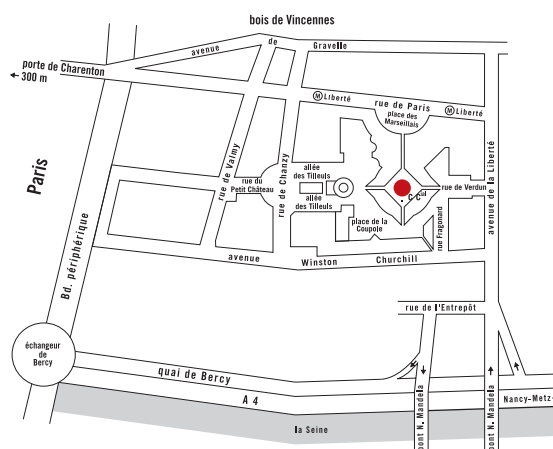 bois de Vincennes
avenue de Gravelle
porte de Charenton
← 300 m
Ⓜ Liberté
rue de Paris
Ⓜ Liberté
place des
Marseillais
Paris
Bd. périphérique
rue de Valmy
rue du
Petit Château
rue de Chanzy
allée
des Tilleuls
allée
des Tilleuls
rue de Verdun
avenue de la Liberté
place de la
Coupole
rue Fragonard
avenue Winston Churchill
rue de l'Entrepôt
échangeur
de
Bercy
quai de Bercy
A 4
pont N. Mandela
pont N. Mandela
Nancy-Metz-
la Seine